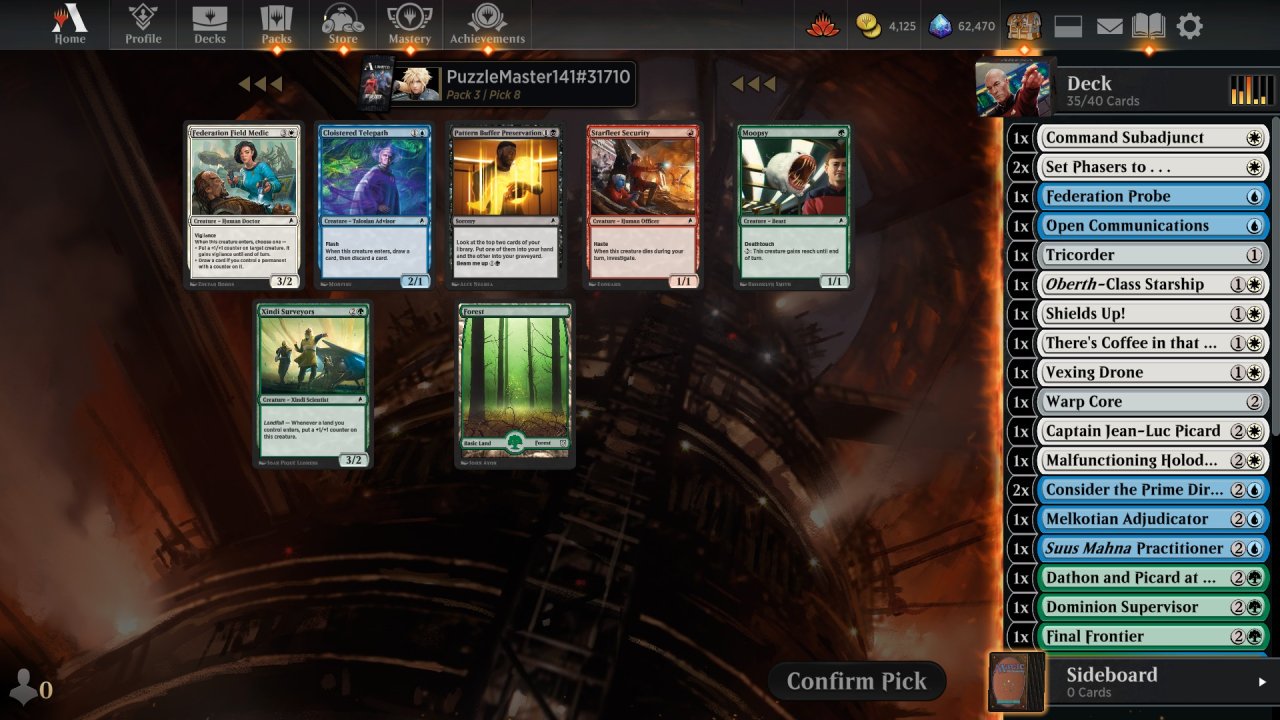 Home
Profile
Decks
Packs
Store
Mastery
Achievements
4,125
62,470
PuzzleMaster141#31710
Pack 3 | Pick 8
Deck
35/40 Cards
Federation Field Medic 3
Creature – Human Doctor
Vigilance
When this creature enters, choose one —
• Put a +1/+1 counter on target creature. It
gains vigilance until end of turn.
• Draw a card if you control a permanent
with a counter on it.
3/2
Cloistered Telepath 1
Creature – Talosian Advisor
Flash
When this creature enters, draw a
card, then discard a card.
2/1
Pattern Buffer Preservation 1
Sorcery
Look at the top two cards of your
library. Put one of them into your hand
and the other into your graveyard.
Beam me up
Starfleet Security
Creature – Human Officer
Haste
When this creature dies during your
turn, investigate.
1/1
Moopsy
Creature – Beast
Deathtouch
: This creature gains reach until end
of turn.
1/1
Xindi Surveyors 2
Creature – Xindi Scientist
Landfall — Whenever a land you
control enters, put a +1/+1 counter on
this creature.
3/2
Forest
Basic Land
Forest
1x Command Subadjunct
2x Set Phasers to . . .
1x Federation Probe
1x Open Communications
1x Tricorder 1
1x Oberth-Class Starship 1
1x Shields Up! 1
1x There's Coffee in that ... 1
1x Vexing Drone 1
1x Warp Core 2
1x Captain Jean-Luc Picard 2
1x Malfunctioning Holod... 2
2x Consider the Prime Dir... 2
1x Melkotian Adjudicator 2
1x Suus Mahna Practitioner 2
1x Dathon and Picard at ... 2
1x Dominion Supervisor 2
1x Final Frontier 2
0
Confirm Pick
Sideboard
0 Cards